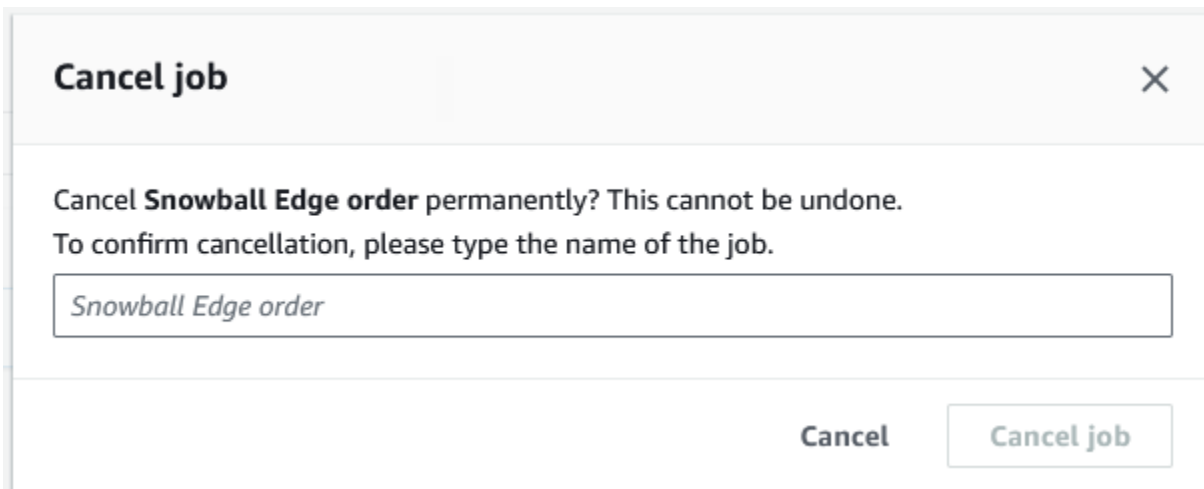 Cancel job
Cancel Snowball Edge order permanently? This cannot be undone.
To confirm cancellation, please type the name of the job.
Snowball Edge order
Cancel Cancel job